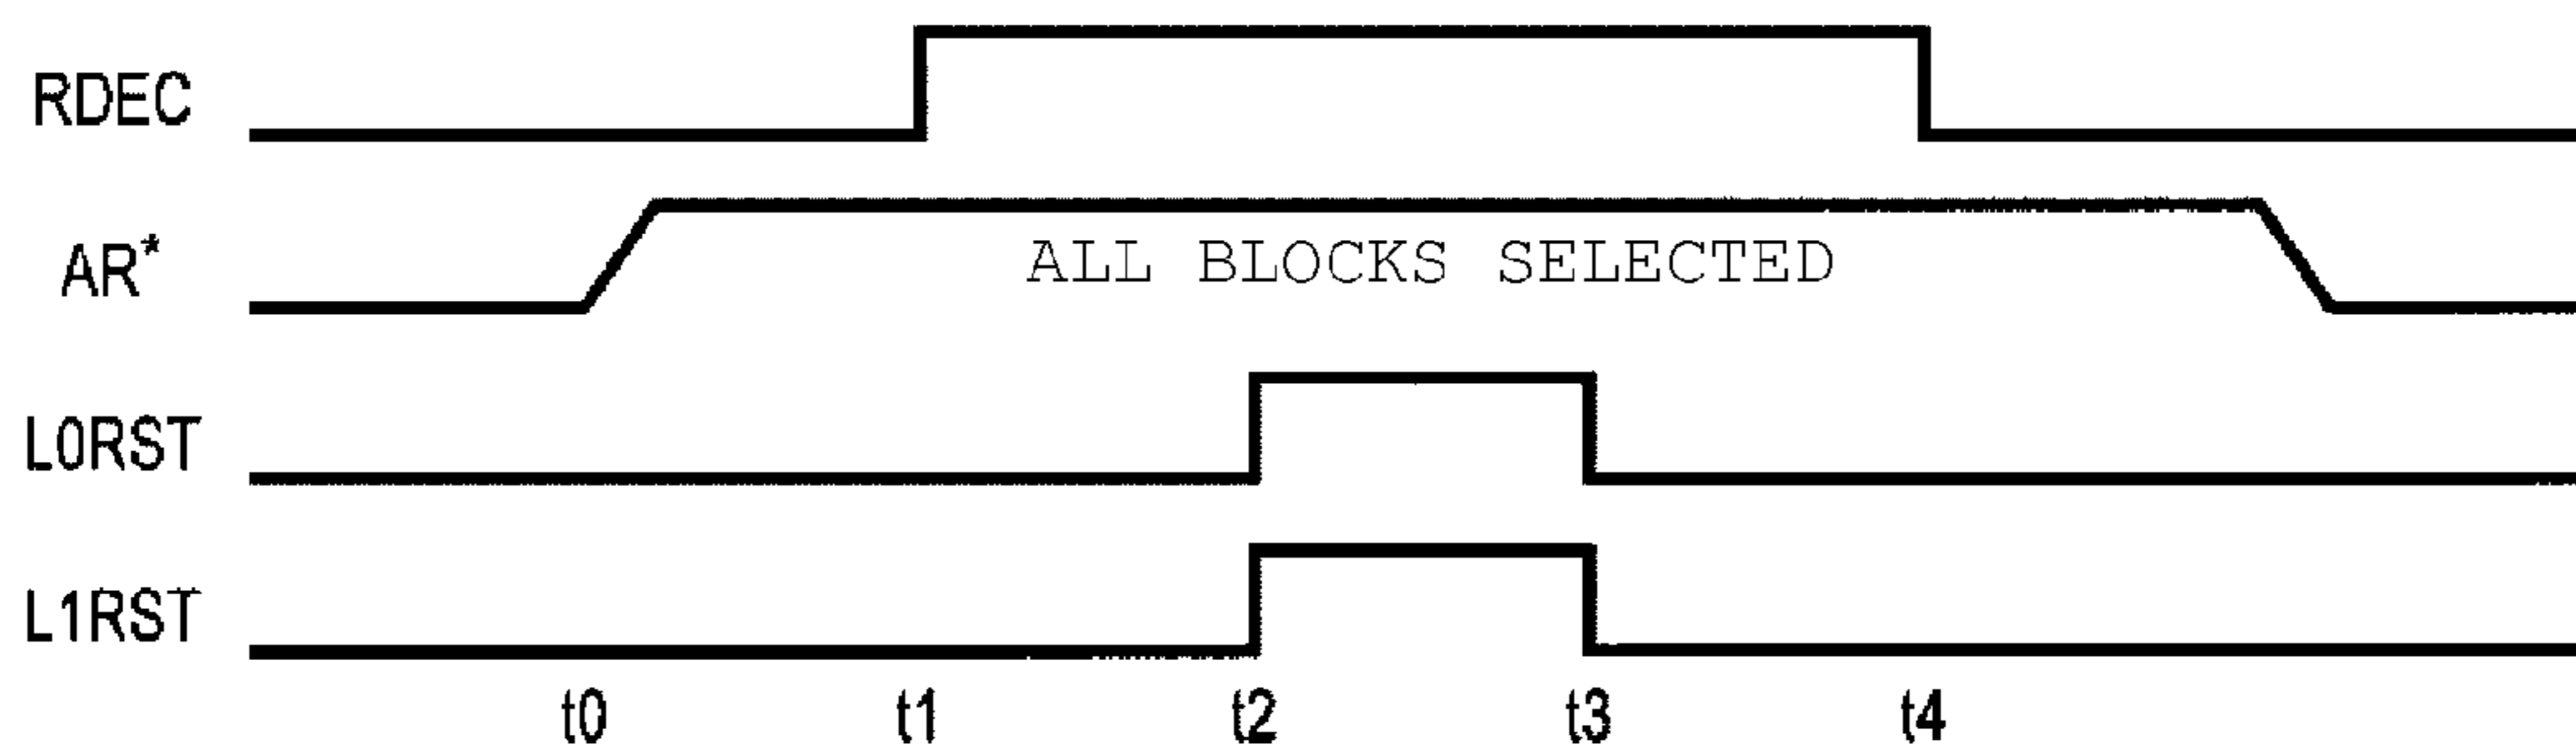 RDEC
AR*
ALL BLOCKS SELECTED
L0RST
L1RST
t0 t1 t2 t3 t4